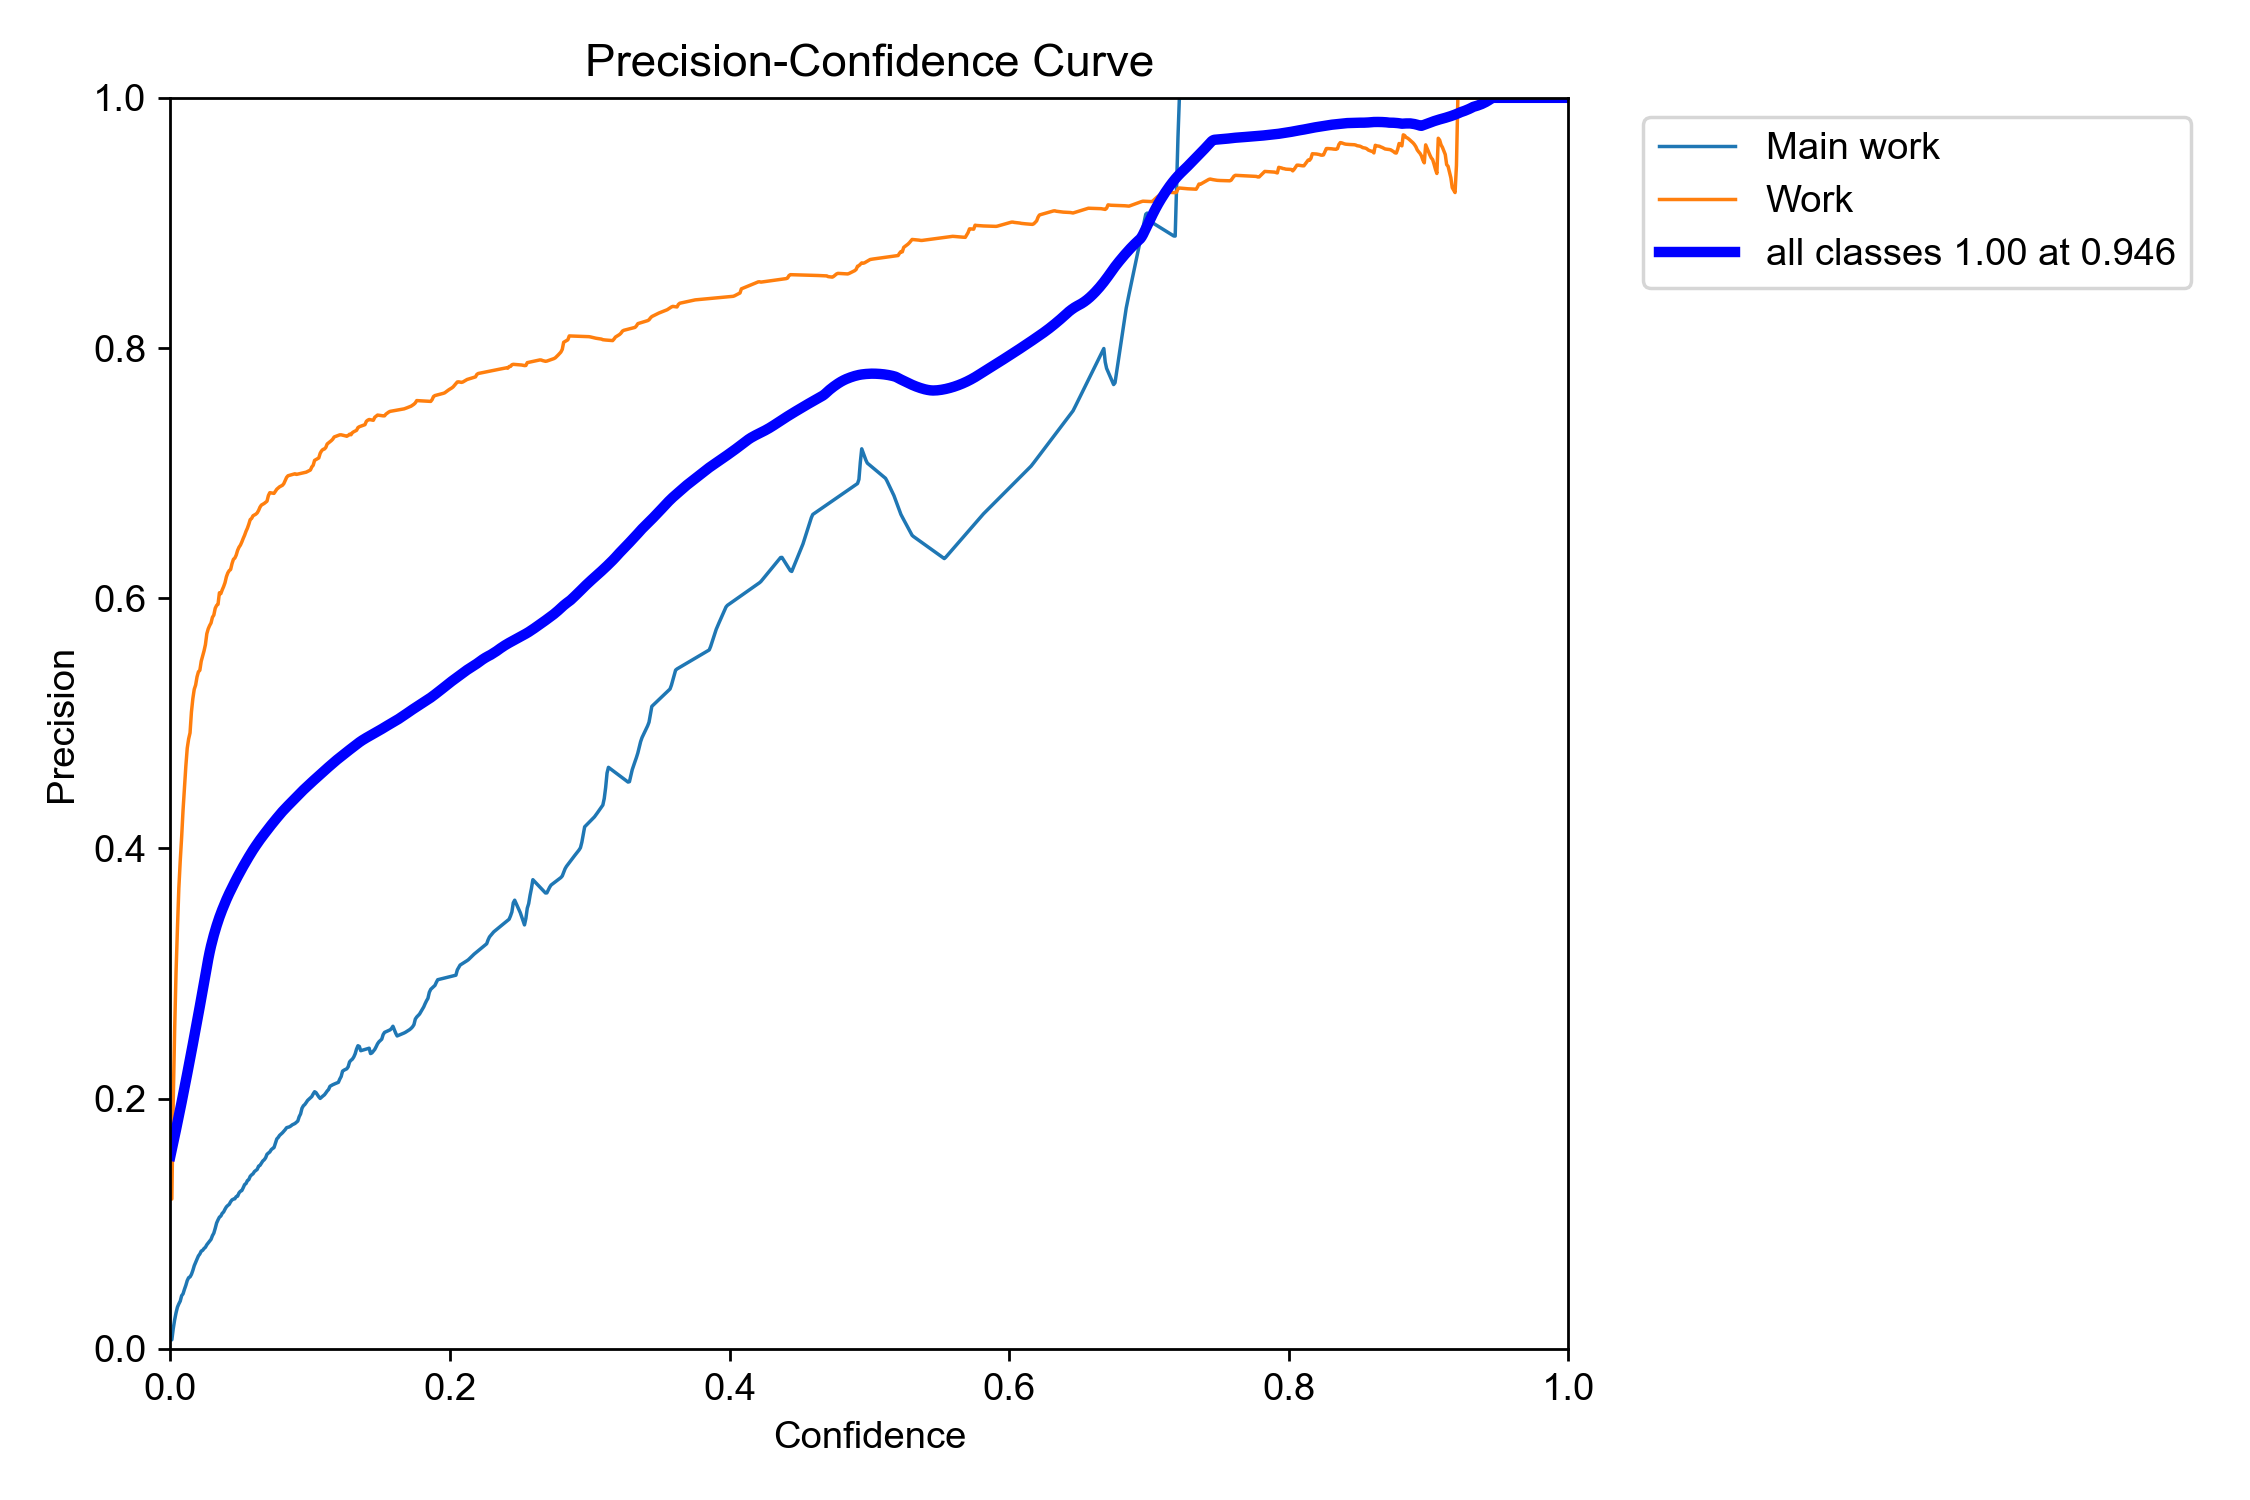 Precision-Confidence Curve
1.0
0.8
0.6
0.4
0.2
0.0
Precision
0.0 0.2 0.4 0.6 0.8 1.0
Confidence
Main work
Work
all classes 1.00 at 0.946